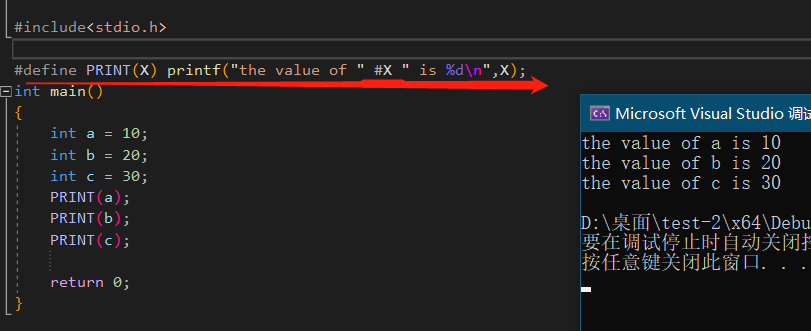 #include<stdio.h>
#define PRINT(X) printf("the value of " #X " is %d\n",X);
int main()
{
int a = 10;
int b = 20;
int c = 30;
PRINT(a);
PRINT(b);
PRINT(c);
return 0;
}
Microsoft Visual Studio 调试
the value of a is 10
the value of b is 20
the value of c is 30
D:\桌面\test-2\x64\Debu
要在调试停止时自动关闭
按任意键关闭此窗口. . .